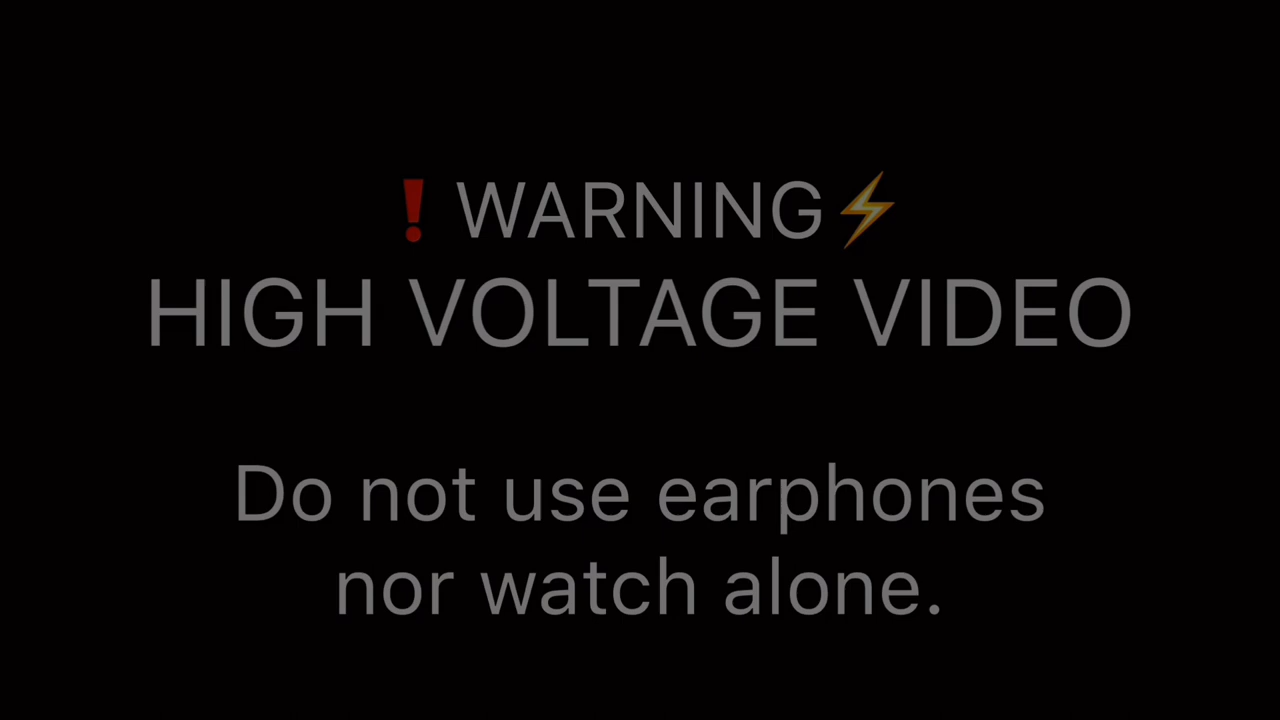 ❗WARNING⚡
HIGH VOLTAGE VIDEO
Do not use earphones
nor watch alone.